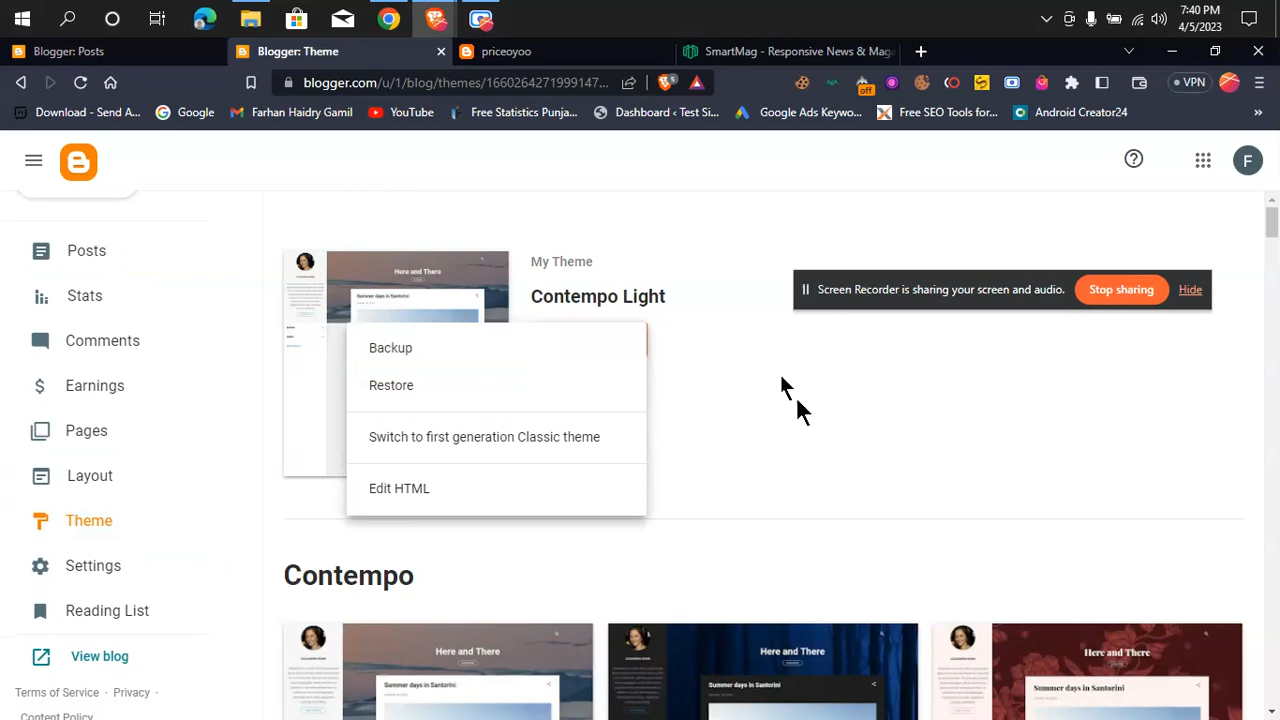 7:40 PM
4/5/2023
Blogger: Posts
Blogger: Theme
priceoyoo
SmartMag - Responsive News & Mag
blogger.com/u/1/blog/themes/1660264271999147...
off
VPN
Download - Send A...
Google
Farhan Haidry Gamil
YouTube
Free Statistics Punja...
Dashboard ‹ Test Si...
Google Ads Keywo...
Free SEO Tools for...
Android Creator24
F
Posts
Stats
Comments
Earnings
Pages
Layout
Theme
Settings
Reading List
View blog
Terms of Service · Privacy ·
Content Policy
Here and There
Summer days in Santorini
My Theme
Contempo Light
Screen Recorder is sharing your screen and audio.
Stop sharing
Hide
Backup
Restore
Switch to first generation Classic theme
Edit HTML
Contempo
Here and There
Summer days in Santorini
Here and There
Summer days in Santorini
Here and There
Summer days in Santorini